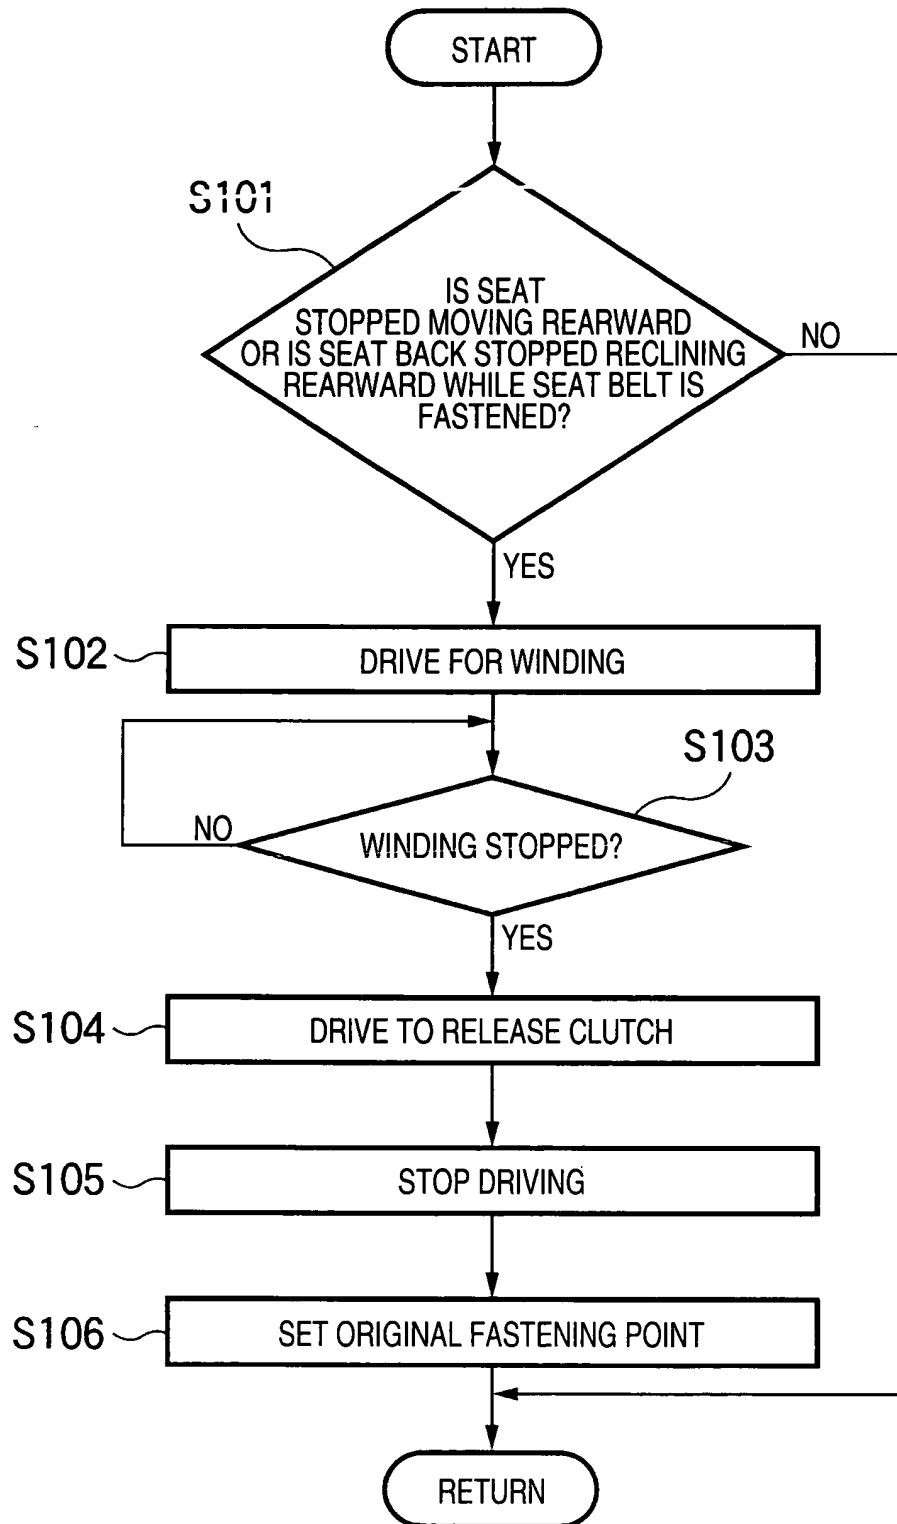 START
S101
IS SEAT
STOPPED MOVING REARWARD
OR IS SEAT BACK STOPPED RECLINING
REARWARD WHILE SEAT BELT IS
FASTENED?
NO
YES
S102
DRIVE FOR WINDING
S103
NO
WINDING STOPPED?
YES
S104
DRIVE TO RELEASE CLUTCH
S105
STOP DRIVING
S106
SET ORIGINAL FASTENING POINT
RETURN